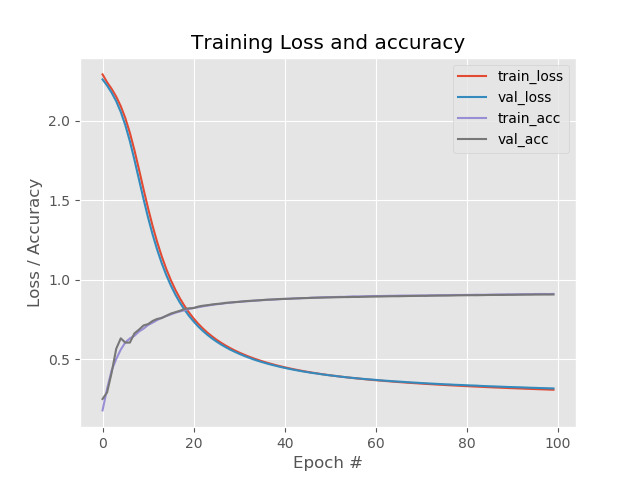 Training Loss and accuracy
train_loss
val_loss
train_acc
val_acc
Loss / Accuracy
2.0
1.5
1.0
0.5
0 20 40 60 80 100
Epoch #